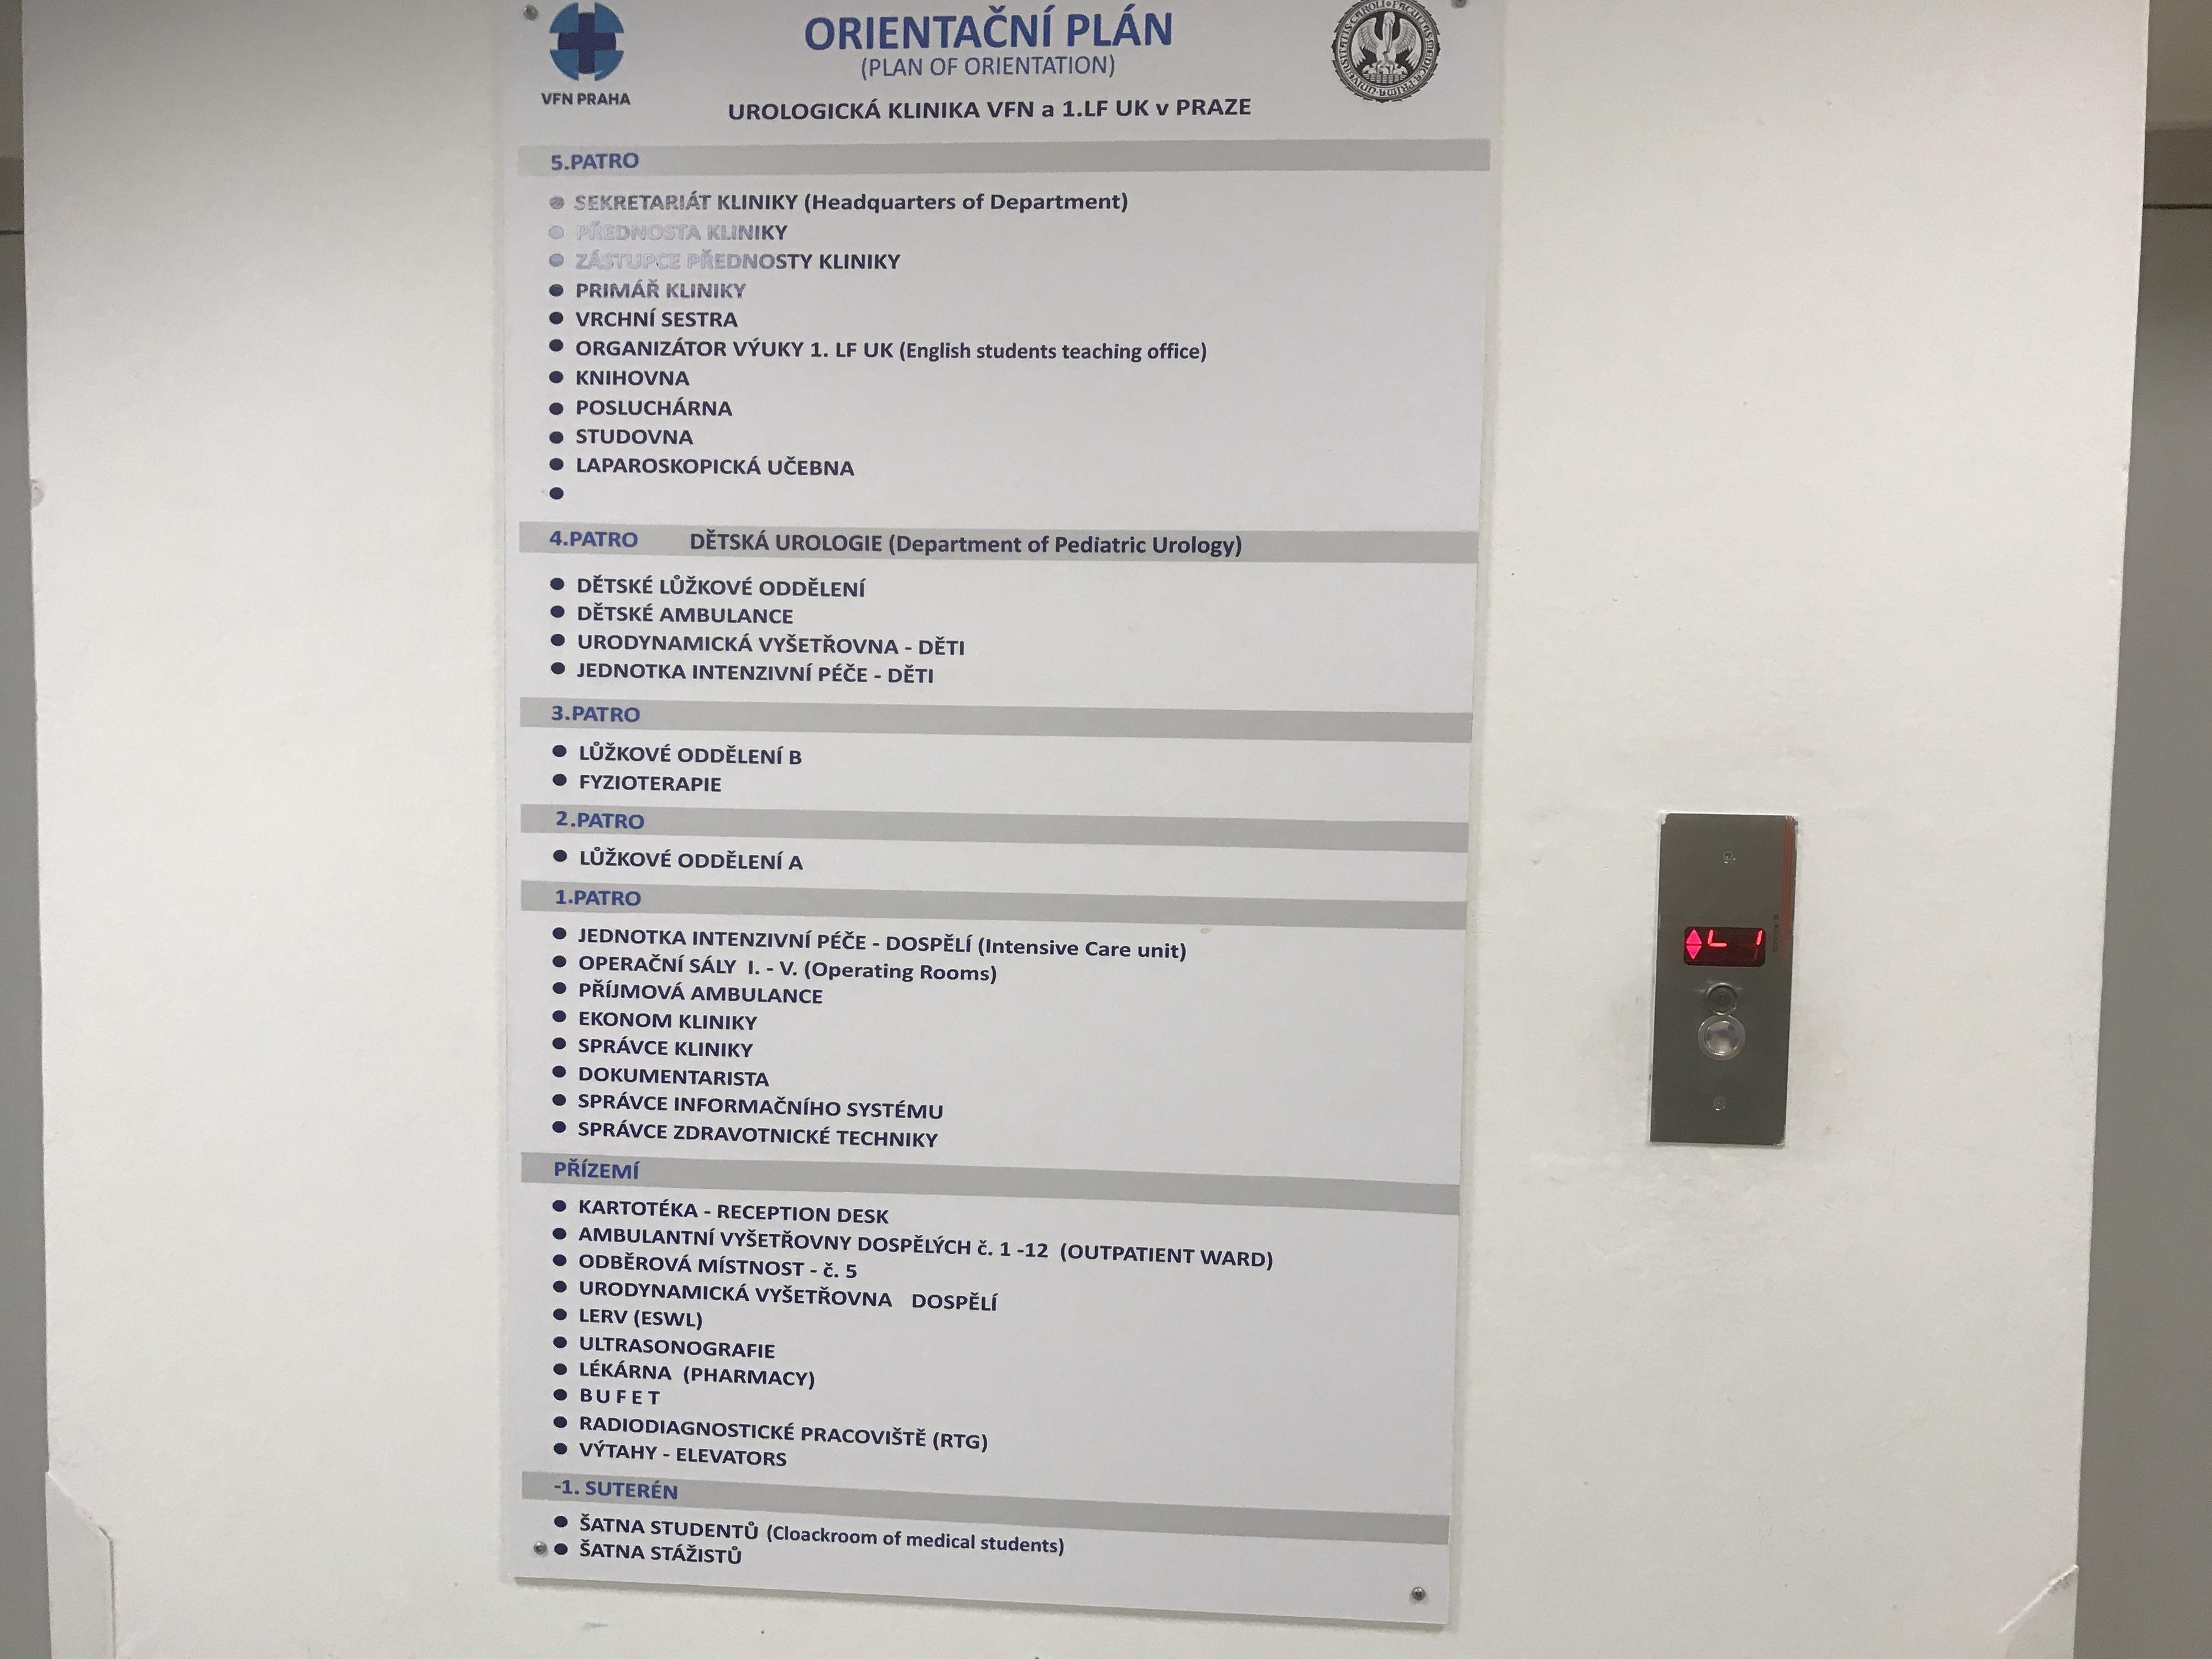 VFN PRAHA
ORIENTAČNÍ PLÁN
(PLAN OF ORIENTATION)
UROLOGICKÁ KLINIKA VFN a 1.LF UK v PRAZE
5.PATRO
SEKRETARIÁT KLINIKY (Headquarters of Department)
PŘEDNOSTA KLINIKY
ZÁSTUPCE PŘEDNOSTY KLINIKY
PRIMÁŘ KLINIKY
VRCHNÍ SESTRA
ORGANIZÁTOR VÝUKY 1. LF UK (English students teaching office)
KNIHOVNA
POSLUCHÁRNA
STUDOVNA
LAPAROSKOPICKÁ UČEBNA
4.PATRO DĚTSKÁ UROLOGIE (Department of Pediatric Urology)
DĚTSKÉ LŮŽKOVÉ ODDĚLENÍ
DĚTSKÉ AMBULANCE
URODYNAMICKÁ VYŠETŘOVNA - DĚTI
JEDNOTKA INTENZIVNÍ PÉČE - DĚTI
3.PATRO
LŮŽKOVÉ ODDĚLENÍ B
FYZIOTERAPIE
2.PATRO
LŮŽKOVÉ ODDĚLENÍ A
1.PATRO
JEDNOTKA INTENZIVNÍ PÉČE - DOSPĚLÍ (Intensive Care unit)
OPERAČNÍ SÁLY I. - V. (Operating Rooms)
PŘÍJMOVÁ AMBULANCE
EKONOM KLINIKY
SPRÁVCE KLINIKY
DOKUMENTARISTA
SPRÁVCE INFORMAČNÍHO SYSTÉMU
SPRÁVCE ZDRAVOTNICKÉ TECHNIKY
PŘÍZEMÍ
KARTOTÉKA - RECEPTION DESK
AMBULANTNÍ VYŠETŘOVNY DOSPĚLÝCH č. 1 -12 (OUTPATIENT WARD)
ODBĚROVÁ MÍSTNOST - č. 5
URODYNAMICKÁ VYŠETŘOVNA DOSPĚLÍ
LERV (ESWL)
ULTRASONOGRAFIE
LÉKÁRNA (PHARMACY)
B U F E T
RADIODIAGNOSTICKÉ PRACOVIŠTĚ (RTG)
VÝTAHY - ELEVATORS
-1. SUTERÉN
ŠATNA STUDENTŮ (Cloackroom of medical students)
ŠATNA STÁŽISTŮ